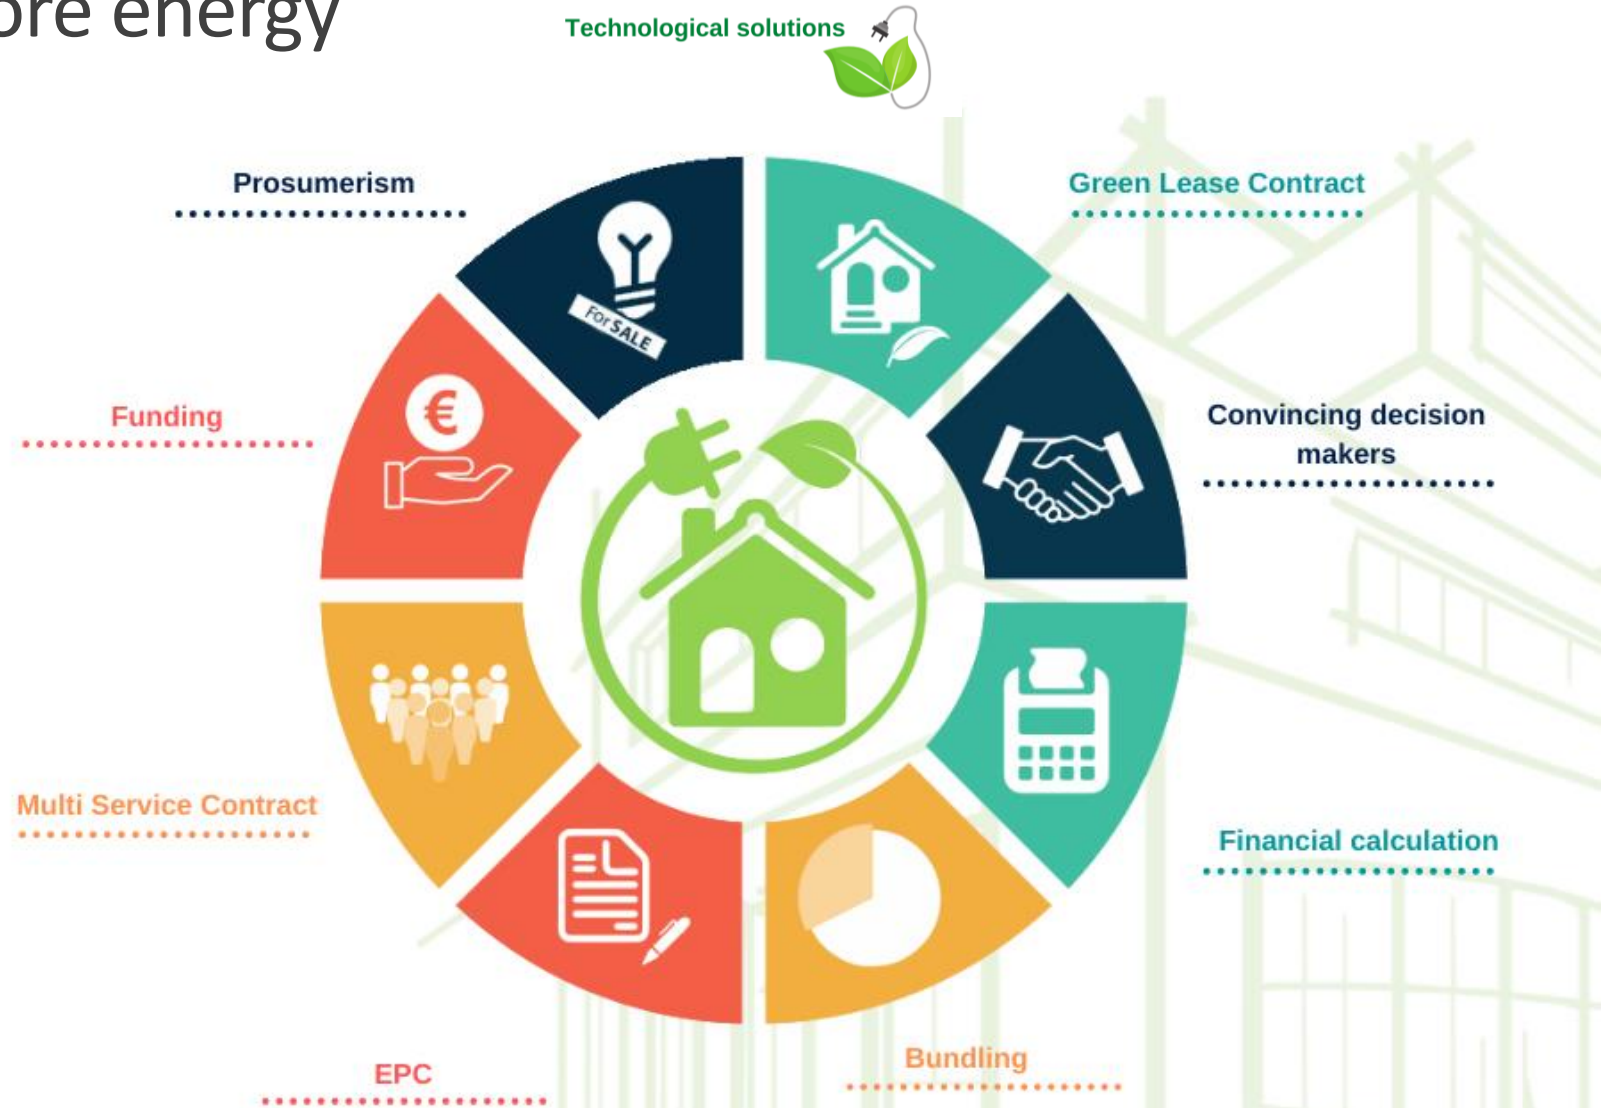 ore energy
Technological solutions
Prosumerism
Green Lease Contract
For SALE
Funding
€
Convincing decision
makers
Multi Service Contract
Financial calculation
EPC
Bundling